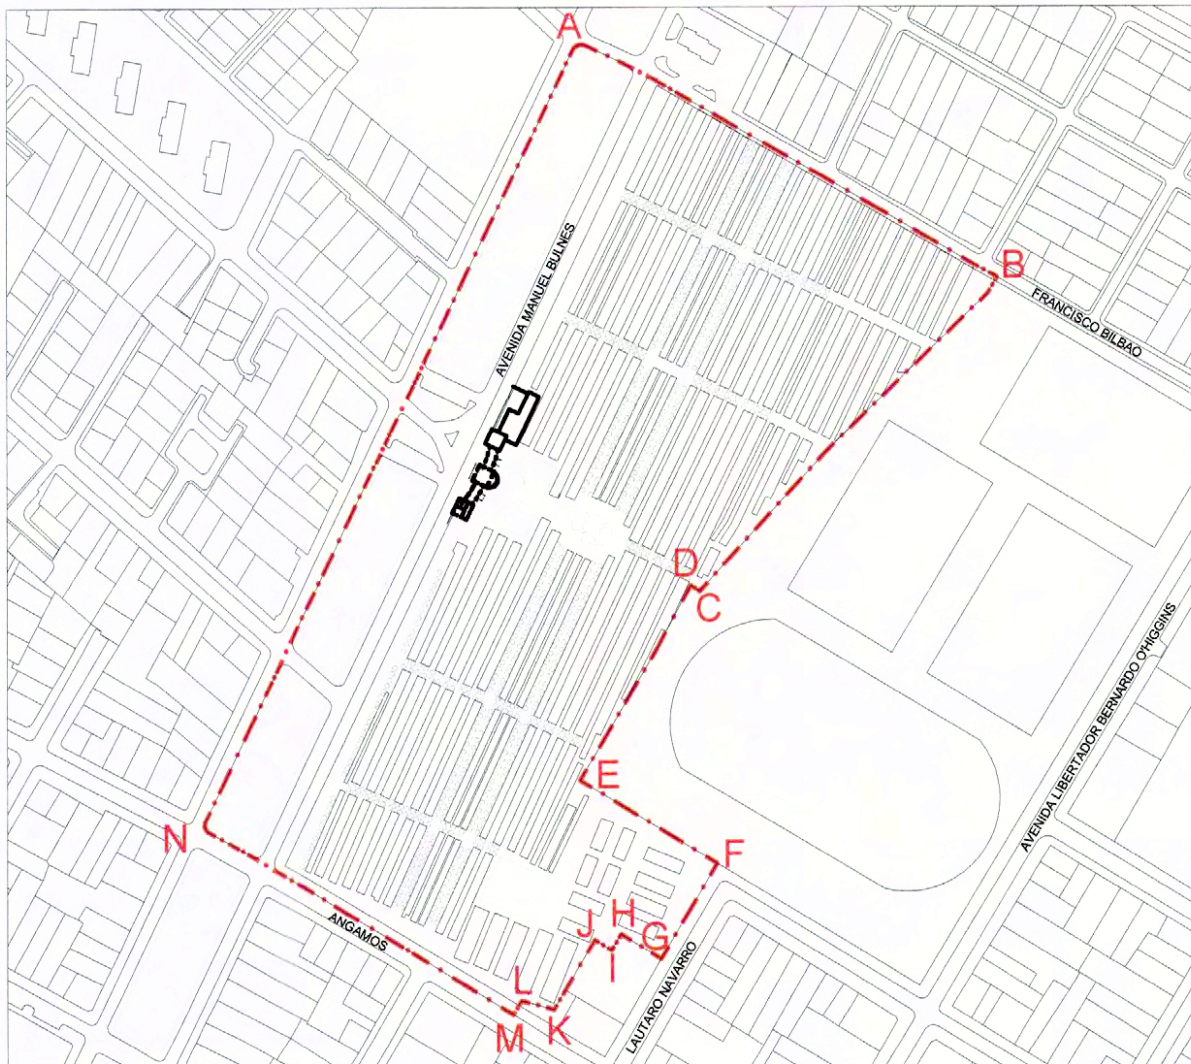 A
AVENIDA MANUEL BULNES
B
FRANCISCO BILBAO
D
C
AVENIDA LIBERTADOR BERNARDO O'HIGGINS
E
N
F
ANGAMOS
H
J
G
I
LAUTARO NAVARRO
L
K
M